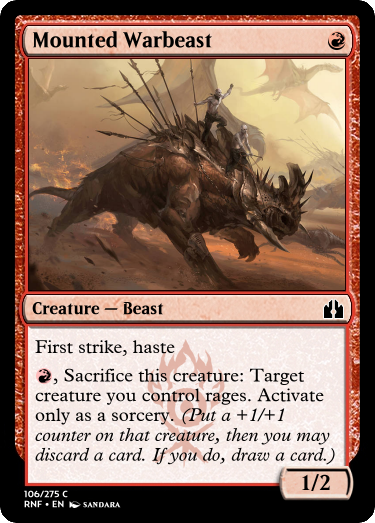 Mounted Warbeast
Creature — Beast
First strike, haste
, Sacrifice this creature: Target
creature you control rages. Activate
only as a sorcery. (Put a +1/+1
counter on that creature, then you may
discard a card. If you do, draw a card.)
1/2
106/275 C
RNF • EN SANDARA